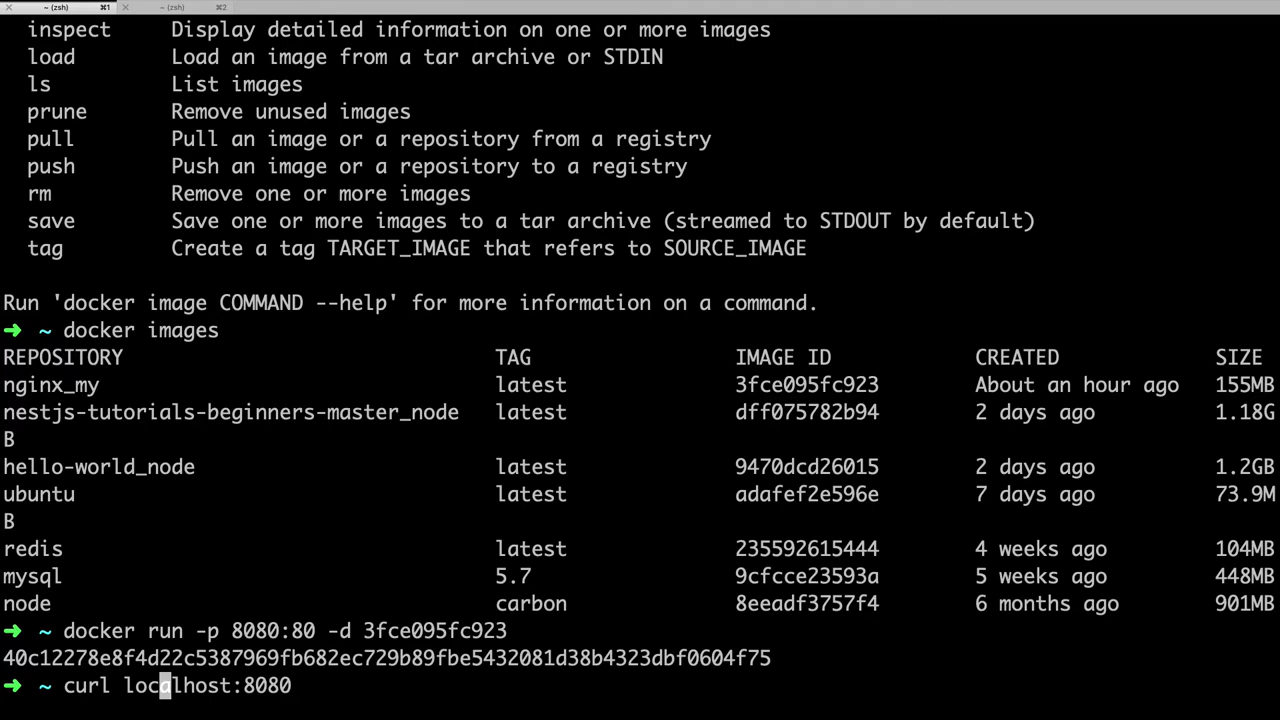 ~ (zsh) ⌘1 ~ (zsh) ⌘2
inspect Display detailed information on one or more images
load Load an image from a tar archive or STDIN
ls List images
prune Remove unused images
pull Pull an image or a repository from a registry
push Push an image or a repository to a registry
rm Remove one or more images
save Save one or more images to a tar archive (streamed to STDOUT by default)
tag Create a tag TARGET_IMAGE that refers to SOURCE_IMAGE
Run 'docker image COMMAND --help' for more information on a command.
➜ ~ docker images
REPOSITORY TAG IMAGE ID CREATED SIZE
nginx_my latest 3fce095fc923 About an hour ago 155MB
nestjs-tutorials-beginners-master_node latest dff075782b94 2 days ago 1.18G
B
hello-world_node latest 9470dcd26015 2 days ago 1.2GB
ubuntu latest adafef2e596e 7 days ago 73.9M
B
redis latest 235592615444 4 weeks ago 104MB
mysql 5.7 9cfcce23593a 5 weeks ago 448MB
node carbon 8eeadf3757f4 6 months ago 901MB
➜ ~ docker run -p 8080:80 -d 3fce095fc923
40c12278e8f4d22c5387969fb682ec729b89fbe5432081d38b4323dbf0604f75
➜ ~ curl localhost:8080